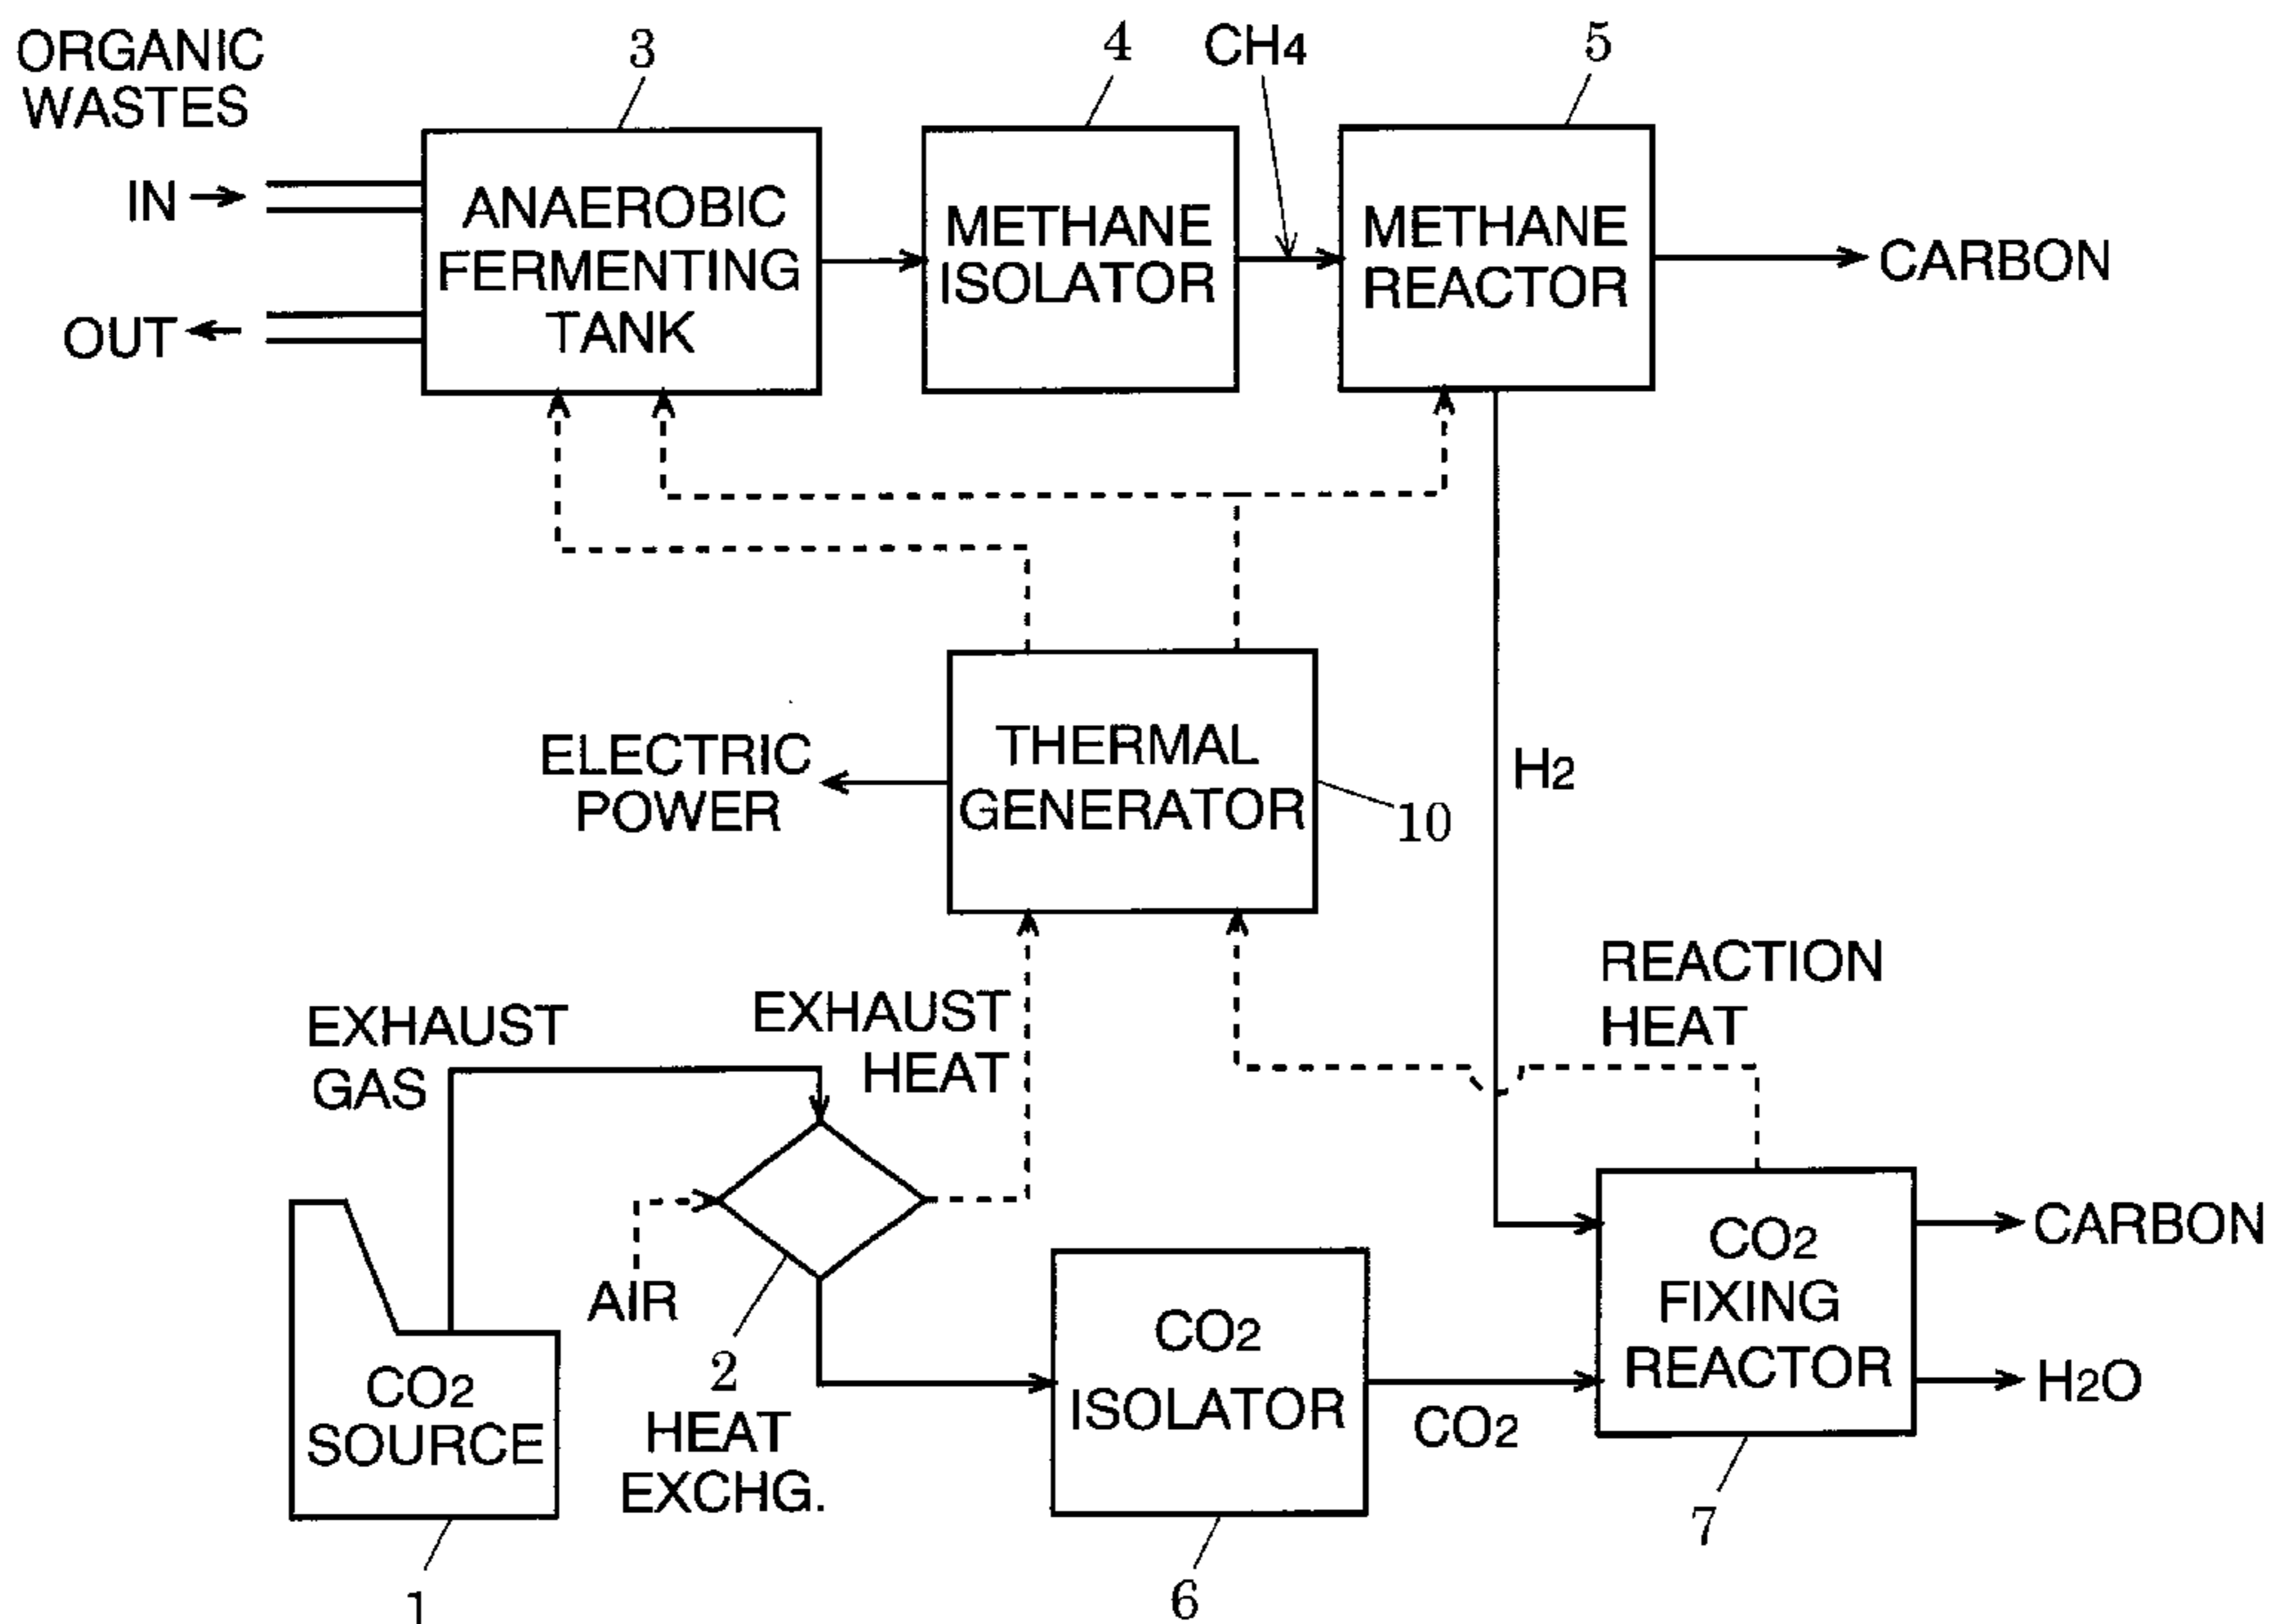 ORGANIC
WASTES
3
4
CH4
5
IN
OUT
ANAEROBIC
FERMENTING
TANK
METHANE
ISOLATOR
METHANE
REACTOR
CARBON
ELECTRIC
POWER
THERMAL
GENERATOR
10
H2
REACTION
HEAT
EXHAUST
GAS
EXHAUST
HEAT
AIR
2
HEAT
EXCHG.
CO2
SOURCE
1
CO2
ISOLATOR
6
CO2
CO2
FIXING
REACTOR
7
CARBON
H2O